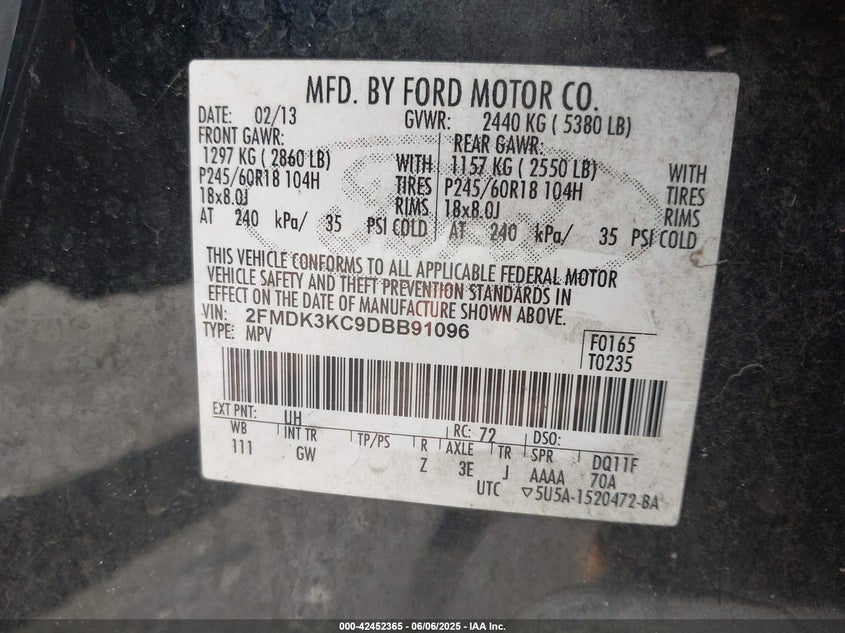 MFD. BY FORD MOTOR CO.
DATE: 02/13 GVWR: 2440 KG ( 5380 LB)
FRONT GAWR: REAR GAWR:
1297 KG ( 2860 LB) WITH 1157 KG ( 2550 LB) WITH
P245/60R18 104H TIRES P245/60R18 104H TIRES
18x8.0J RIMS 18x8.0J RIMS
AT 240 kPa/ 35 PSI COLD AT 240 kPa/ 35 PSI COLD
THIS VEHICLE CONFORMS TO ALL APPLICABLE FEDERAL MOTOR
VEHICLE SAFETY AND THEFT PREVENTION STANDARDS IN
EFFECT ON THE DATE OF MANUFACTURE SHOWN ABOVE.
VIN: 2FMDK3KC9DBB91096
TYPE: MPV
F0165
T0235
EXT PNT: UH RC: 72 DSO:
WB INT TR TP/PS R AXLE TR SPR DQ11F
111 GW Z 3E J AAAA 70A
UTC ▽5U5A-1520472-BA
000-42452365 | 06/06/2025 - IAA Inc.